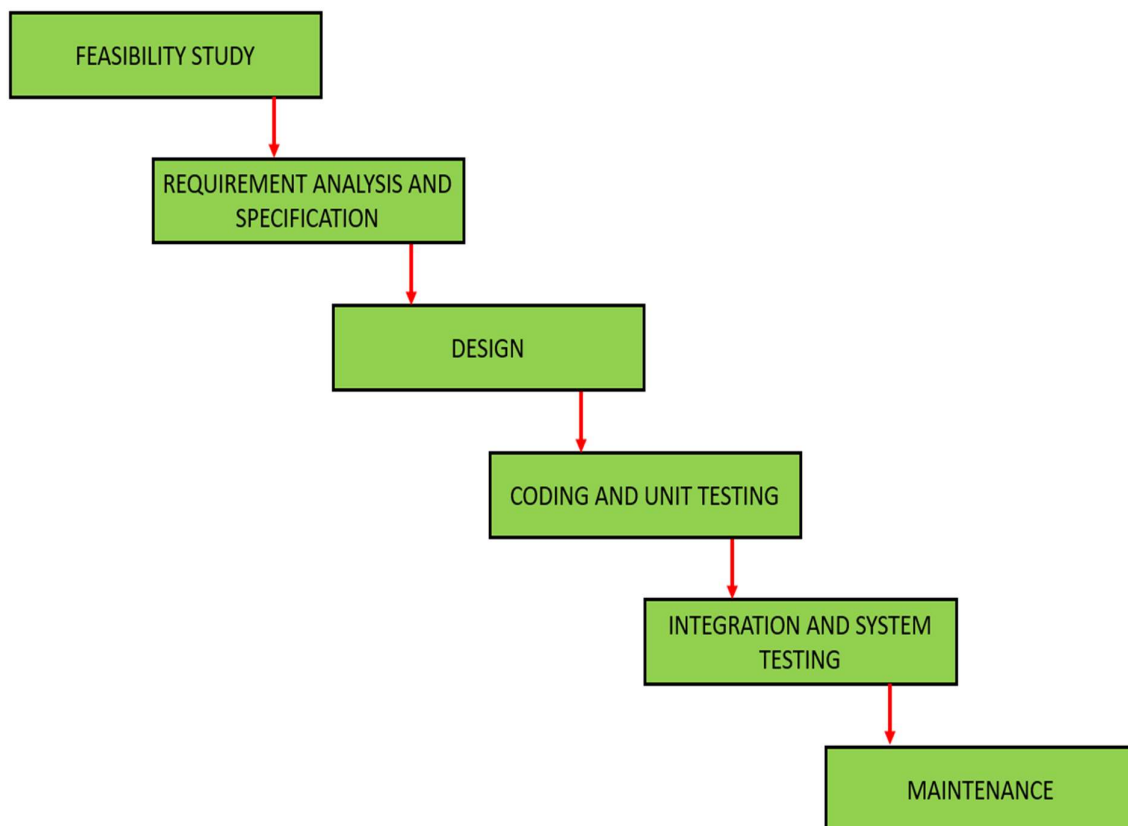 FEASIBILITY STUDY
REQUIREMENT ANALYSIS AND
SPECIFICATION
DESIGN
CODING AND UNIT TESTING
INTEGRATION AND SYSTEM
TESTING
MAINTENANCE